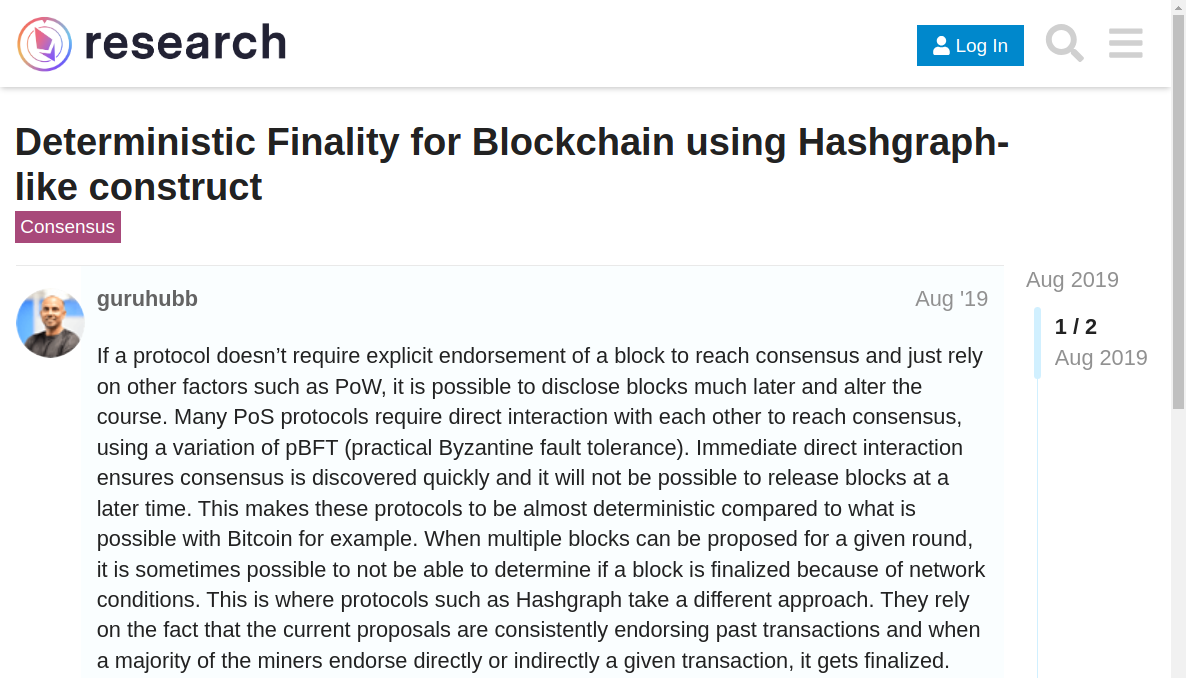 research
Log In
Deterministic Finality for Blockchain using Hashgraph-
like construct
Consensus
Aug 2019
guruhubb
Aug '19
1 / 2
Aug 2019
If a protocol doesn’t require explicit endorsement of a block to reach consensus and just rely
on other factors such as PoW, it is possible to disclose blocks much later and alter the
course. Many PoS protocols require direct interaction with each other to reach consensus,
using a variation of pBFT (practical Byzantine fault tolerance). Immediate direct interaction
ensures consensus is discovered quickly and it will not be possible to release blocks at a
later time. This makes these protocols to be almost deterministic compared to what is
possible with Bitcoin for example. When multiple blocks can be proposed for a given round,
it is sometimes possible to not be able to determine if a block is finalized because of network
conditions. This is where protocols such as Hashgraph take a different approach. They rely
on the fact that the current proposals are consistently endorsing past transactions and when
a majority of the miners endorse directly or indirectly a given transaction, it gets finalized.